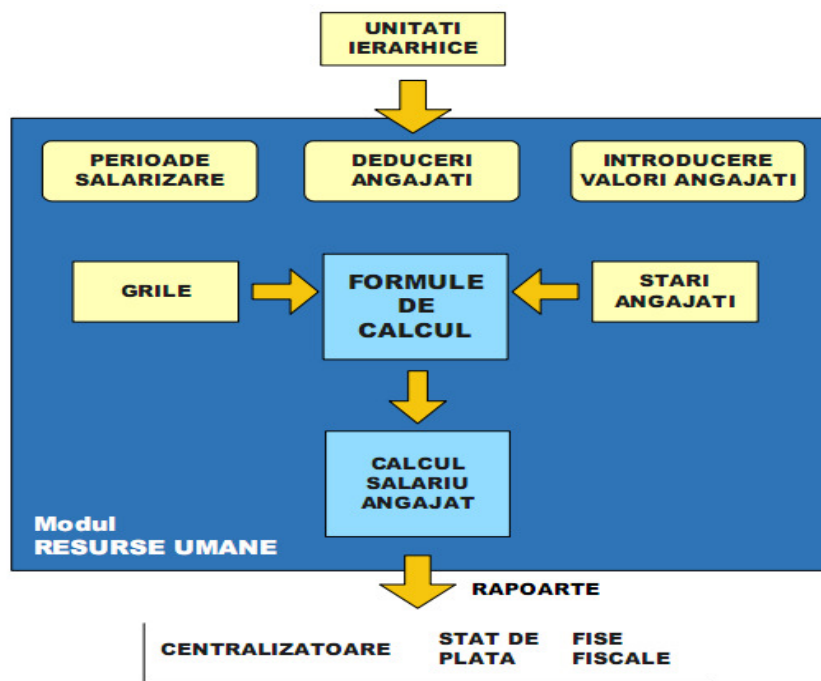 UNITATI
IERARHICE
PERIOADE
SALARIZARE
DEDUCERI
ANGAJATI
INTRODUCERE
VALORI ANGAJATI
GRILE
FORMULE
DE
CALCUL
STARI
ANGAJATI
CALCUL
SALARIU
ANGAJAT
Modul
RESURSE UMANE
RAPOARTE
CENTRALIZATOARE
STAT DE
PLATA
FISE
FISCALE